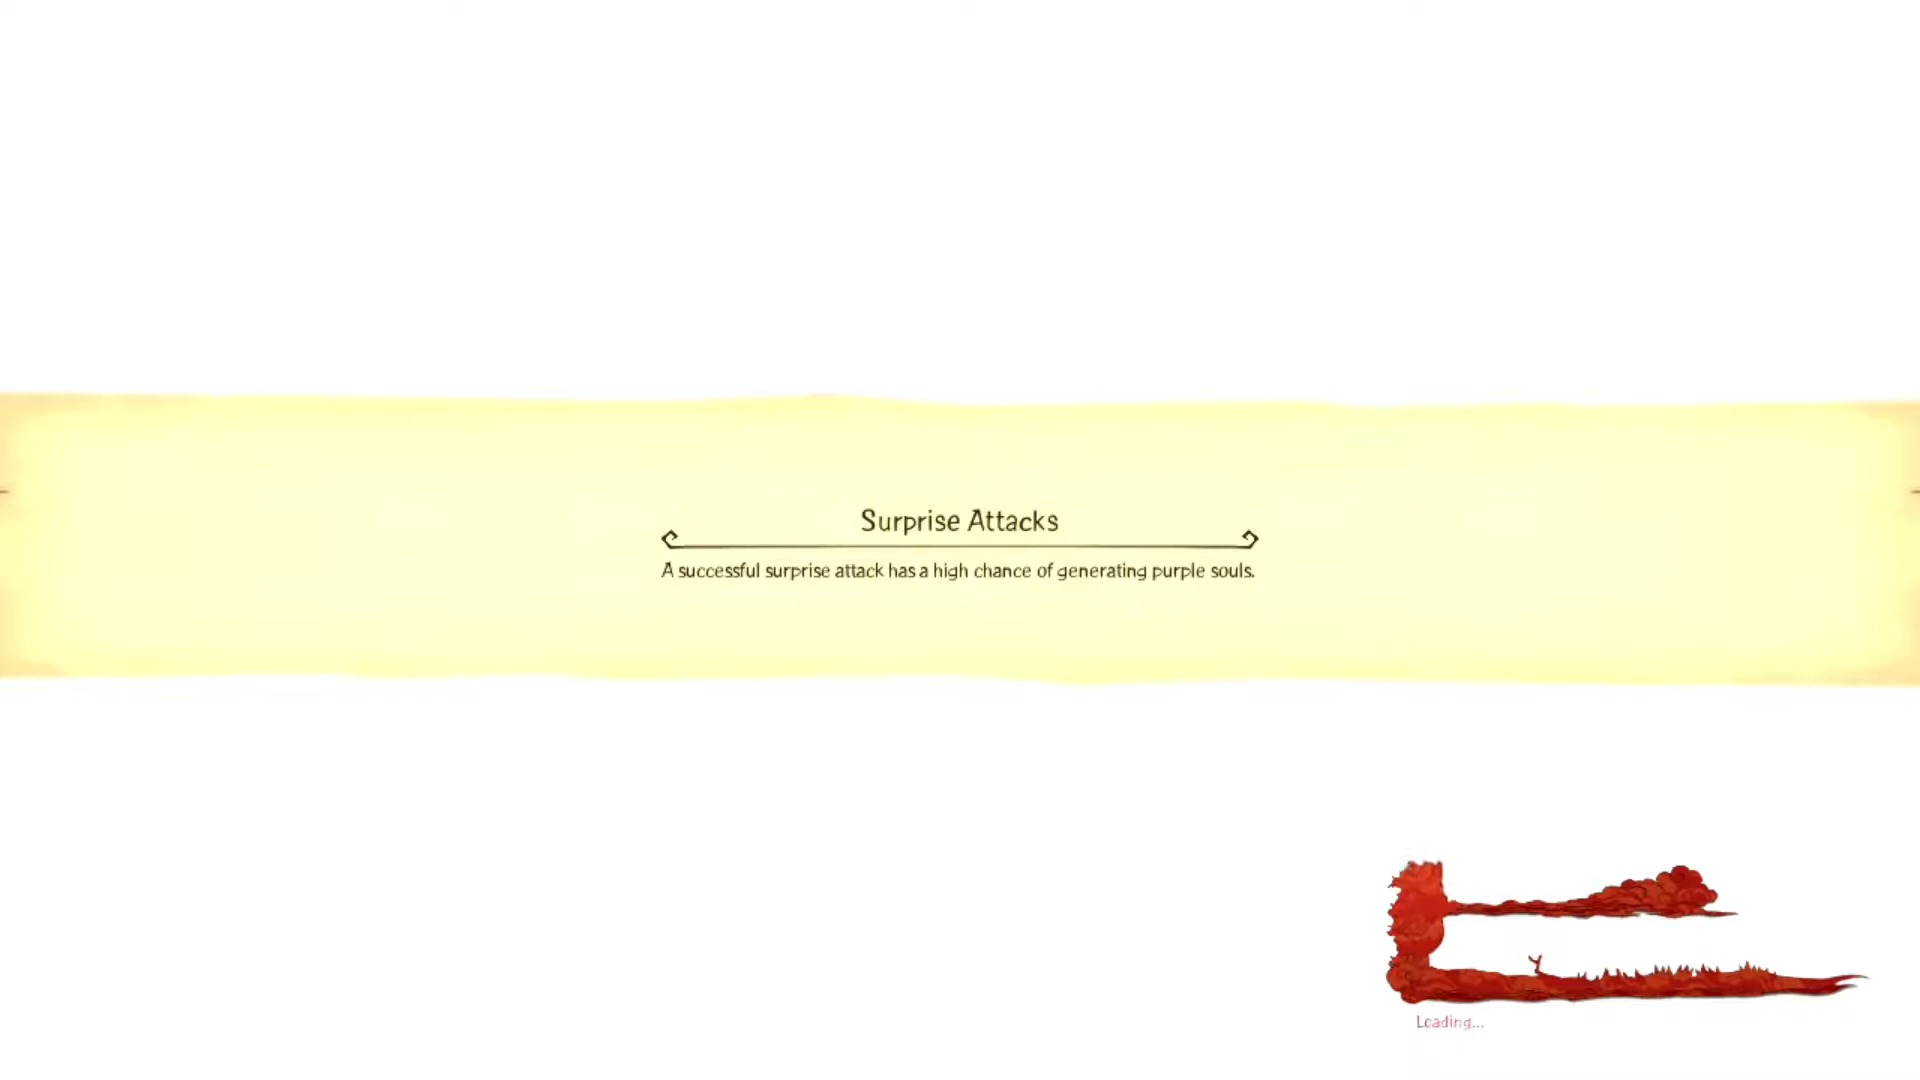 Surprise Attacks
A successful surprise attack has a high chance of generating purple souls.
Loading...